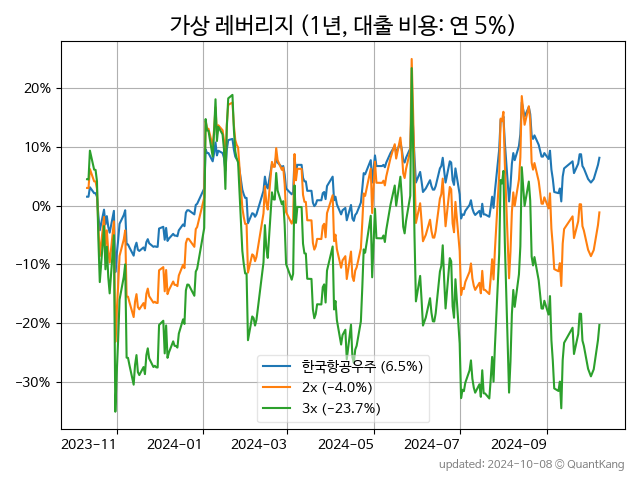 가상 레버리지 (1년, 대출 비용: 연 5%)
20%
10%
0%
−10%
−20%
−30%
한국항공우주 (6.5%)
2x (−4.0%)
3x (−23.7%)
2023-11 2024-01 2024-03 2024-05 2024-07 2024-09
updated: 2024-10-08 © QuantKang